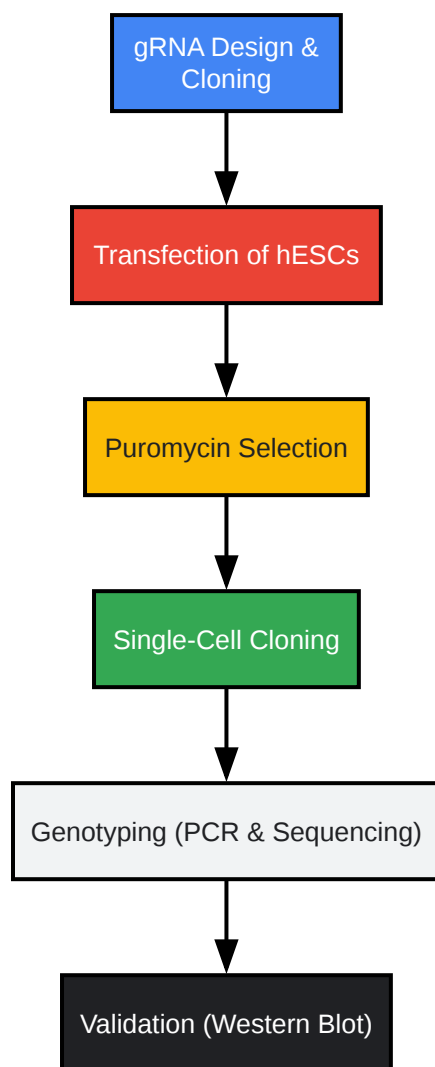 gRNA Design &
Cloning
Transfection of hESCs
Puromycin Selection
Single-Cell Cloning
Genotyping (PCR & Sequencing)
Validation (Western Blot)